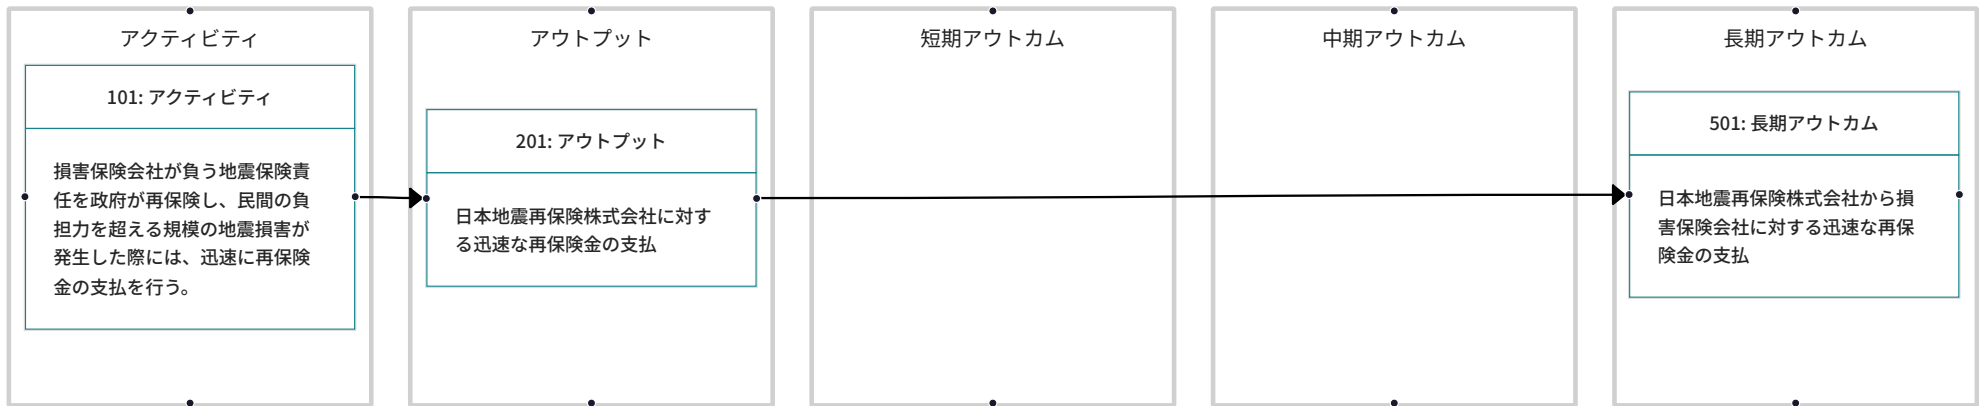 アクティビティ
101: アクティビティ
損害保険会社が負う地震保険責
任を政府が再保険し、民間の負
担力を超える規模の地震損害が
発生した際には、迅速に再保険
金の支払を行う。
アウトプット
201: アウトプット
日本地震再保険株式会社に対す
る迅速な再保険金の支払
短期アウトカム
中期アウトカム
長期アウトカム
501: 長期アウトカム
日本地震再保険株式会社から損
害保険会社に対する迅速な再保
険金の支払